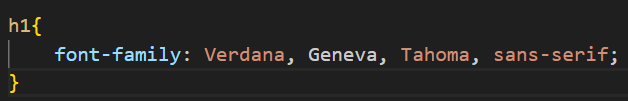 h1{
font-family: Verdana, Geneva, Tahoma, sans-serif;
}